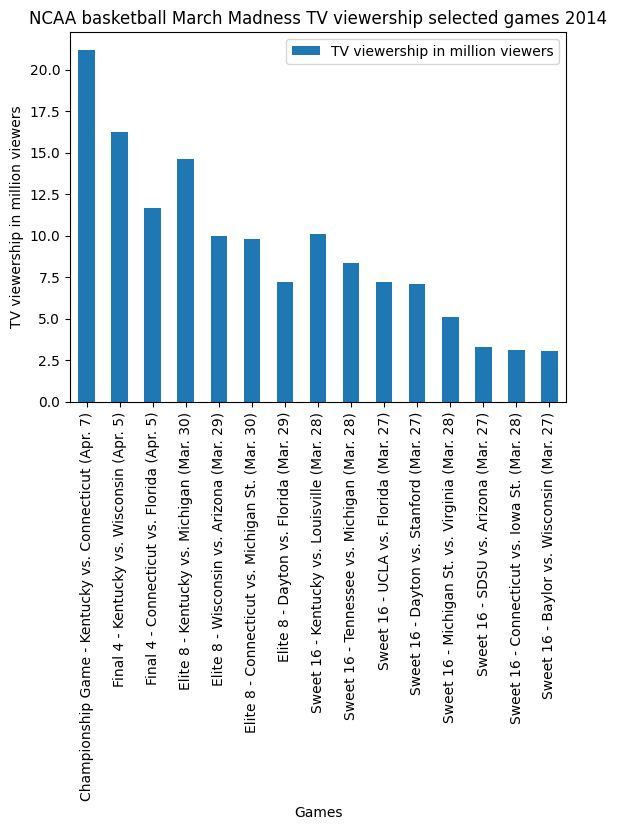 NCAA basketball March Madness TV viewership selected games 2014
TV viewership in million viewers
TV viewership in million viewers
20.0
17.5
15.0
12.5
10.0
7.5
5.0
2.5
0.0
Championship Game - Kentucky vs. Connecticut (Apr. 7)
Final 4 - Kentucky vs. Wisconsin (Apr. 5)
Final 4 - Connecticut vs. Florida (Apr. 5)
Elite 8 - Kentucky vs. Michigan (Mar. 30)
Elite 8 - Wisconsin vs. Arizona (Mar. 29)
Elite 8 - Connecticut vs. Michigan St. (Mar. 30)
Elite 8 - Dayton vs. Florida (Mar. 29)
Sweet 16 - Kentucky vs. Louisville (Mar. 28)
Sweet 16 - Tennessee vs. Michigan (Mar. 28)
Sweet 16 - UCLA vs. Florida (Mar. 27)
Sweet 16 - Dayton vs. Stanford (Mar. 27)
Sweet 16 - Michigan St. vs. Virginia (Mar. 28)
Sweet 16 - SDSU vs. Arizona (Mar. 27)
Sweet 16 - Connecticut vs. Iowa St. (Mar. 28)
Sweet 16 - Baylor vs. Wisconsin (Mar. 27)
Games